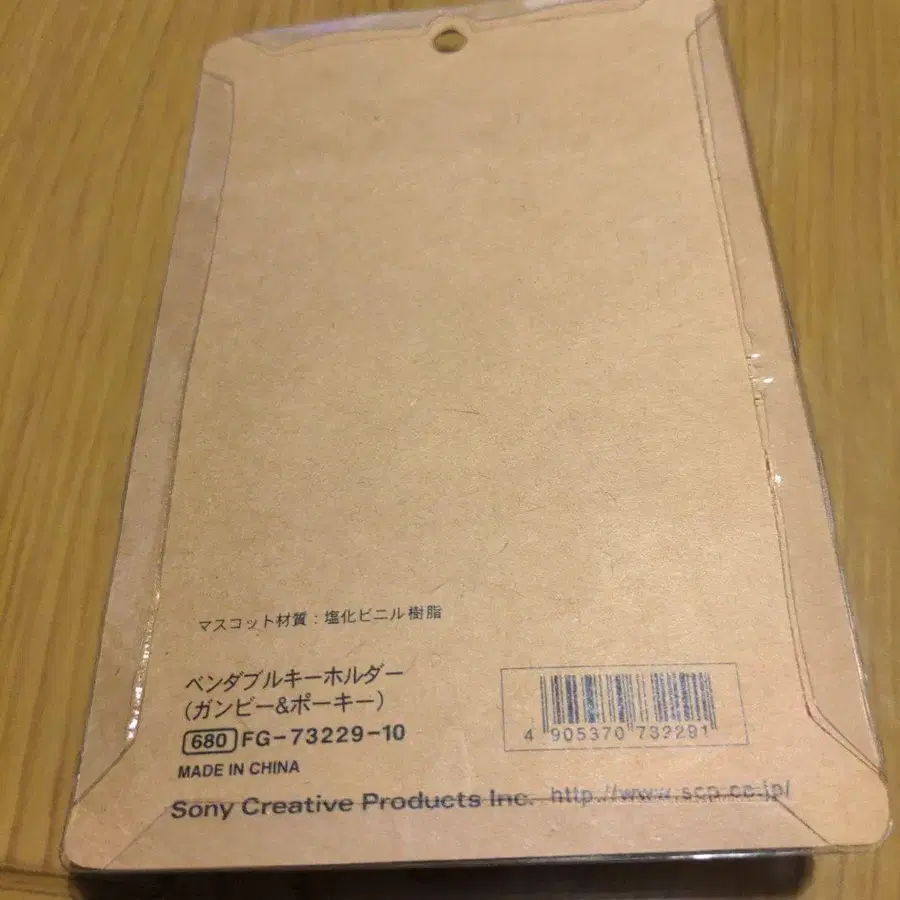 マスコット材質:塩化ビニル樹脂
ベンダブルキーホルダー
(ガンビー&ポーキー)
680 FG-73229-10
MADE IN CHINA
4 905370 732291
Sony Creative Products Inc. http://www.scp.co.jp/